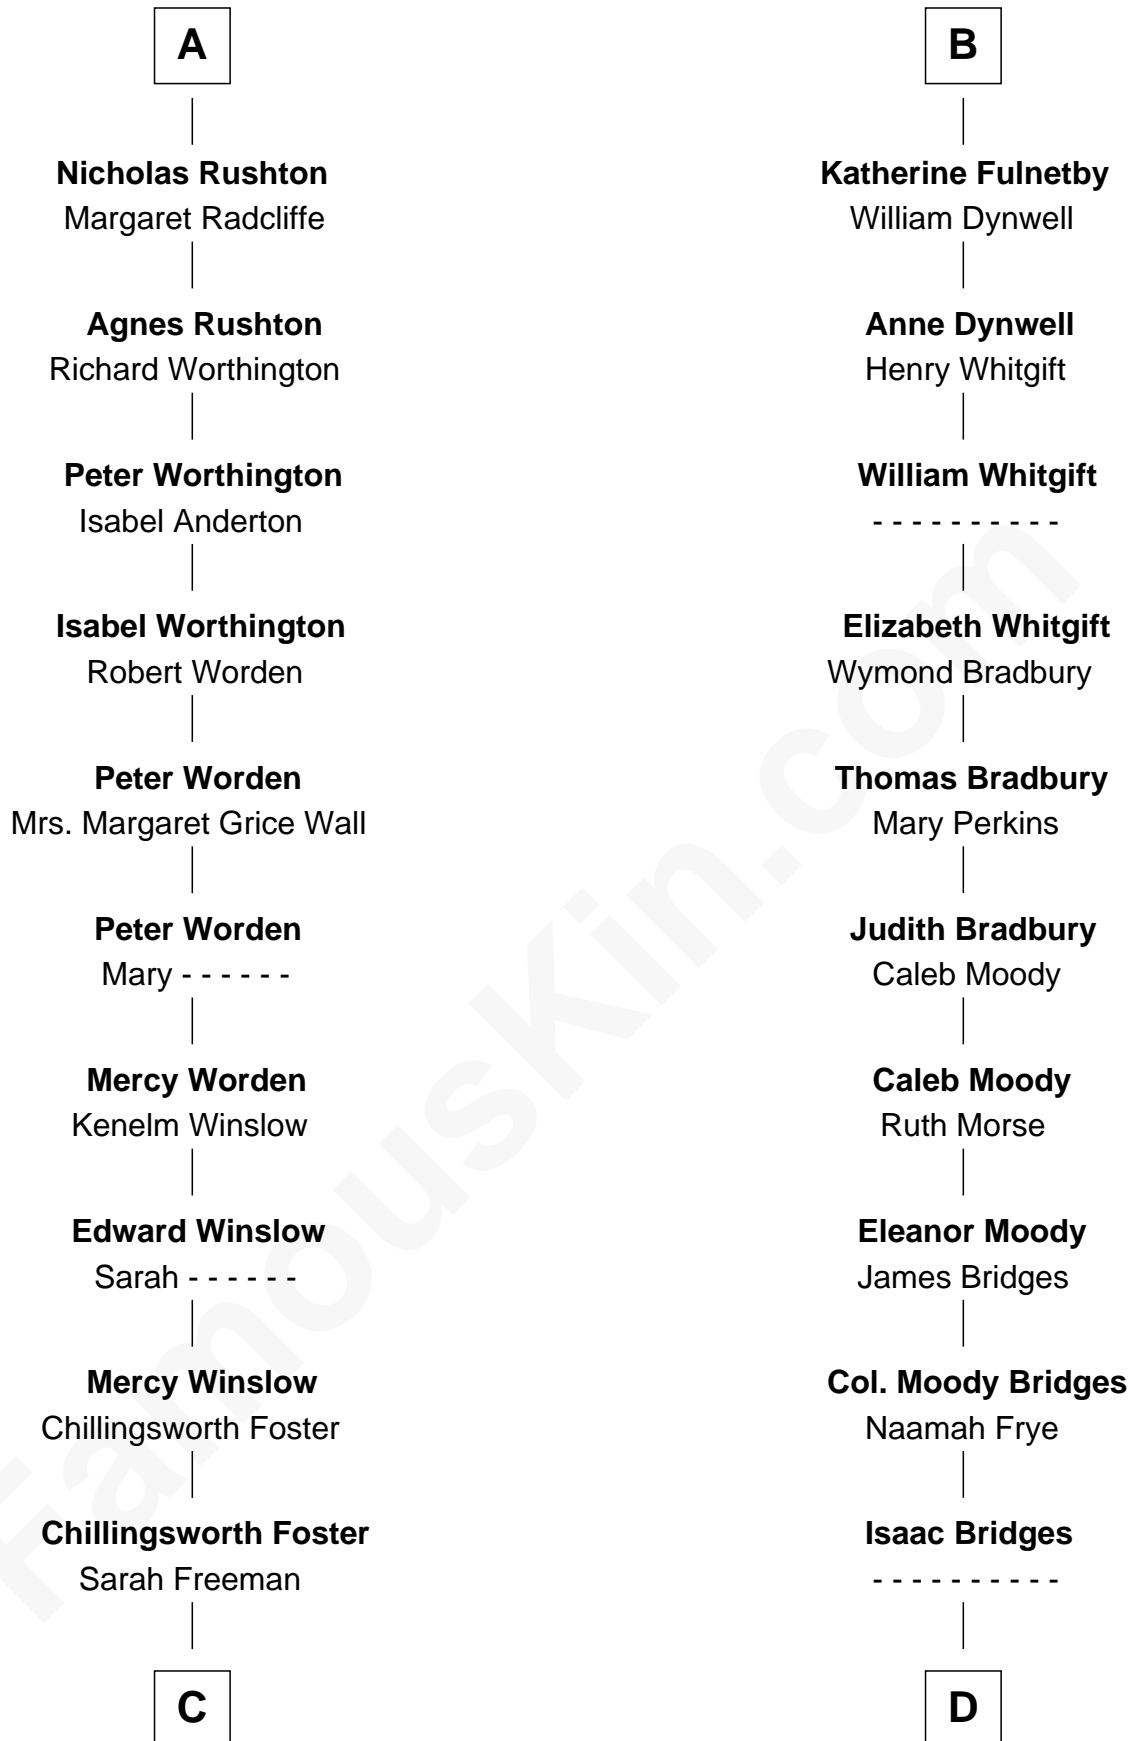 A
Nicholas Rushton
Margaret Radcliffe
Agnes Rushton
Richard Worthington
Peter Worthington
Isabel Anderton
Isabel Worthington
Robert Worden
Peter Worden
Mrs. Margaret Grice Wall
Peter Worden
Mary - - - - - -
Mercy Worden
Kenelm Winslow
Edward Winslow
Sarah - - - - - -
Mercy Winslow
Chillingsworth Foster
Chillingsworth Foster
Sarah Freeman
C
B
Katherine Fulnetby
William Dynwell
Anne Dynwell
Henry Whitgift
William Whitgift
- - - - - - - - - -
Elizabeth Whitgift
Wymond Bradbury
Thomas Bradbury
Mary Perkins
Judith Bradbury
Caleb Moody
Caleb Moody
Ruth Morse
Eleanor Moody
James Bridges
Col. Moody Bridges
Naamah Frye
Isaac Bridges
- - - - - - - - - -
D
FamousKin.com